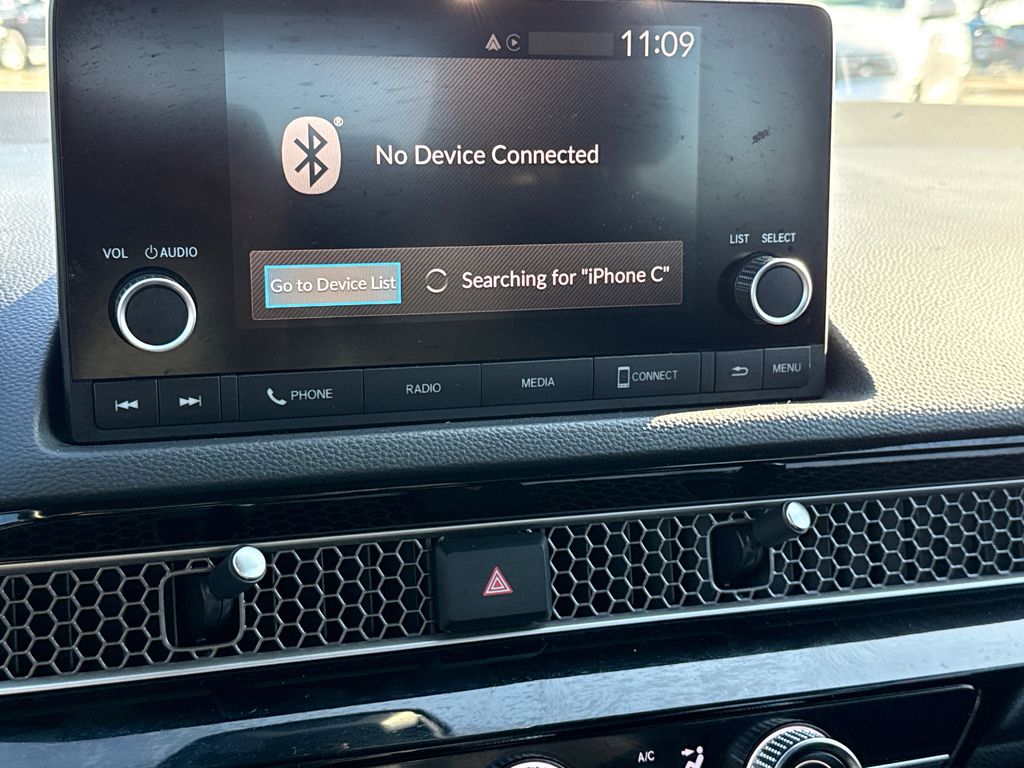 11:09
®
No Device Connected
VOL AUDIO
LIST SELECT
Go to Device List
Searching for "iPhone C"
PHONE
RADIO
MEDIA
CONNECT
MENU
A/C